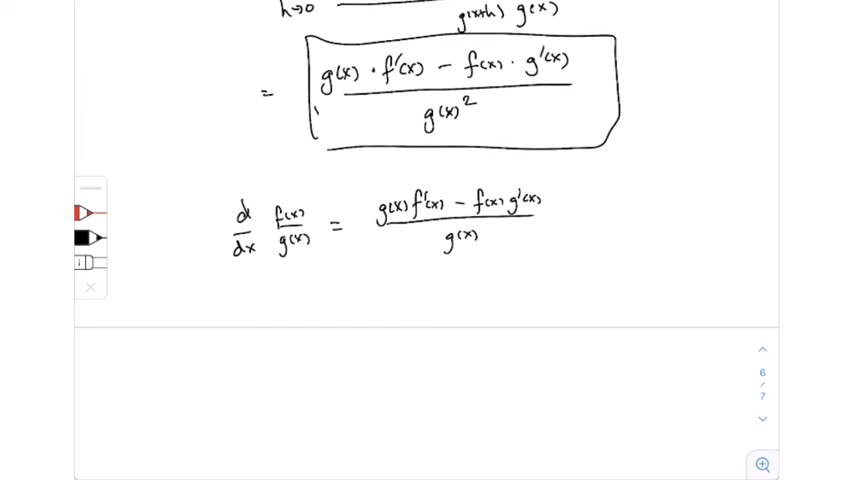 h→0 g(x+h) g(x)
= g(x) · f'(x) − f(x) · g'(x)
g(x)²
d/dx f(x)/g(x) = g(x) f'(x) − f(x) g'(x)
g(x)
6
/
7